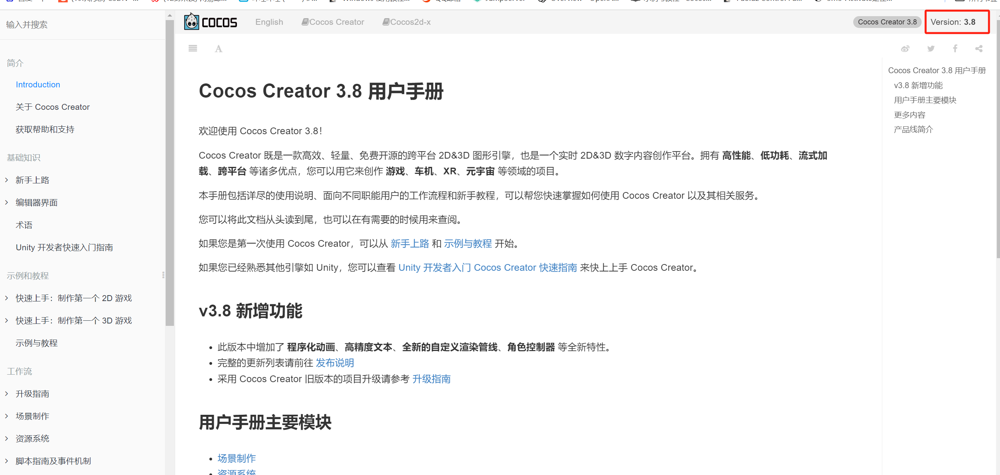 输入并搜索
简介
Introduction
关于 Cocos Creator
获取帮助和支持
基础知识
新手上路
编辑器界面
术语
Unity 开发者快速入门指南
示例和教程
快速上手：制作第一个 2D 游戏
快速上手：制作第一个 3D 游戏
示例与教程
工作流
升级指南
场景制作
资源系统
脚本指南及事件机制
COCOS English Cocos Creator Cocos2d-x Cocos Creator 3.8 Version: 3.8
Cocos Creator 3.8 用户手册
欢迎使用 Cocos Creator 3.8！
Cocos Creator 既是一款高效、轻量、免费开源的跨平台 2D&3D 图形引擎，也是一个实时 2D&3D 数字内容创作平台。拥有 高性能、低功耗、流式加
载、跨平台 等诸多优点，您可以用它来创作 游戏、车机、XR、元宇宙 等领域的项目。
本手册包括详尽的使用说明、面向不同职能用户的工作流程和新手教程，可以帮您快速掌握如何使用 Cocos Creator 以及其相关服务。
您可以将此文档从头读到尾，也可以在有需要的时候用来查阅。
如果您是第一次使用 Cocos Creator，可以从 新手上路 和 示例与教程 开始。
如果您已经熟悉其他引擎如 Unity，您可以查看 Unity 开发者入门 Cocos Creator 快速指南 来快上上手 Cocos Creator。
v3.8 新增功能
此版本中增加了 程序化动画、高精度文本、全新的自定义渲染管线、角色控制器 等全新特性。
完整的更新列表请前往 发布说明
采用 Cocos Creator 旧版本的项目升级请参考 升级指南
用户手册主要模块
场景制作
资源系统
Cocos Creator 3.8 用户手册
v3.8 新增功能
用户手册主要模块
更多内容
产品线简介